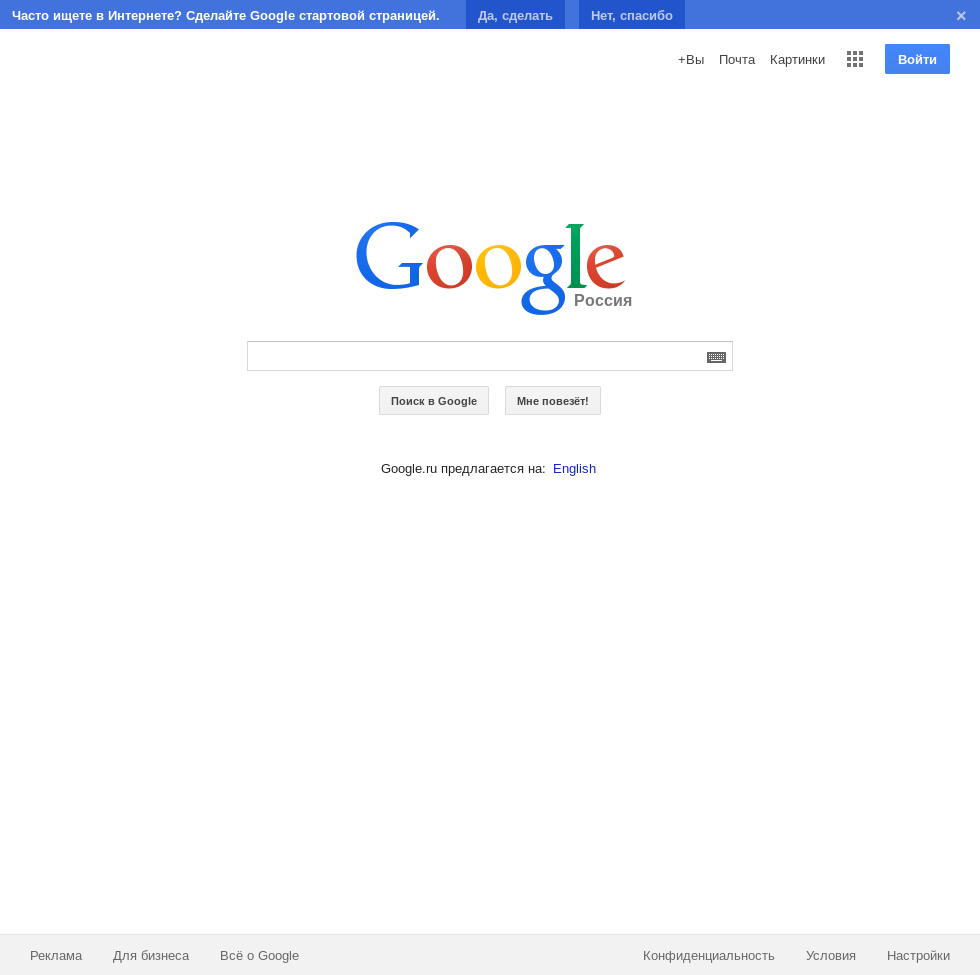 Часто ищете в Интернете? Сделайте Google стартовой страницей. Да, сделать Нет, спасибо ×
+Вы Почта Картинки Войти
Google
Россия
Поиск в Google Мне повезёт!
Google.ru предлагается на: English
Реклама Для бизнеса Всё о Google Конфиденциальность Условия Настройки